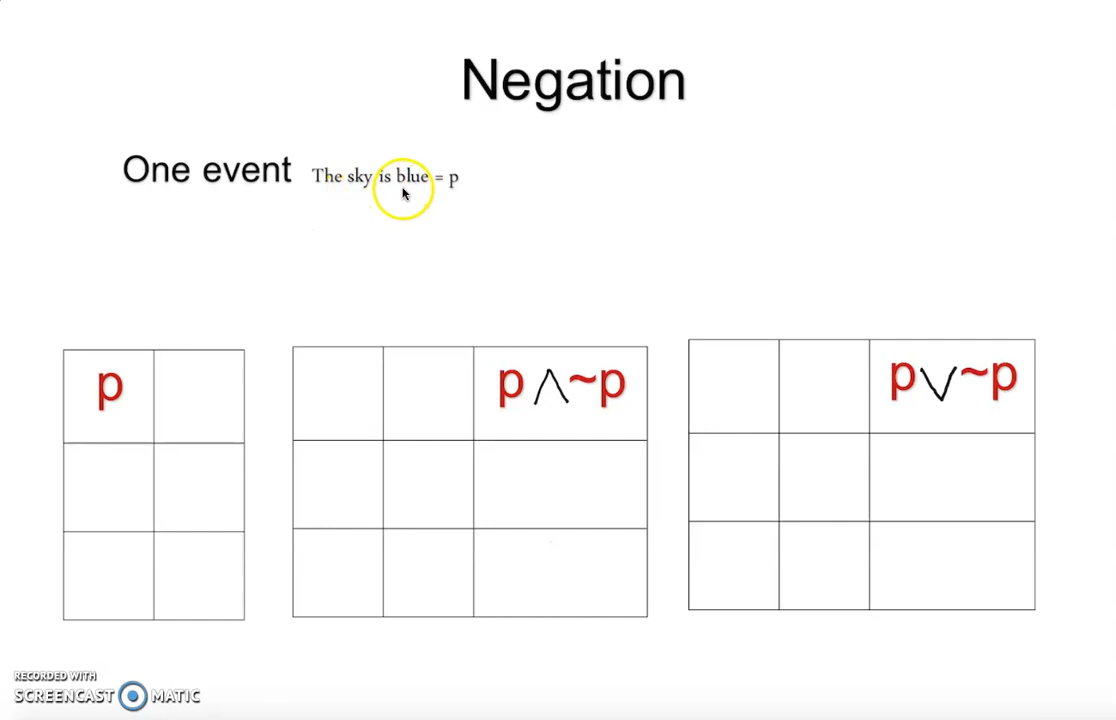 Negation
One event The sky is blue = p
p
p ∧ ~p
p ∨ ~p
RECORDED WITH
SCREENCAST MATIC